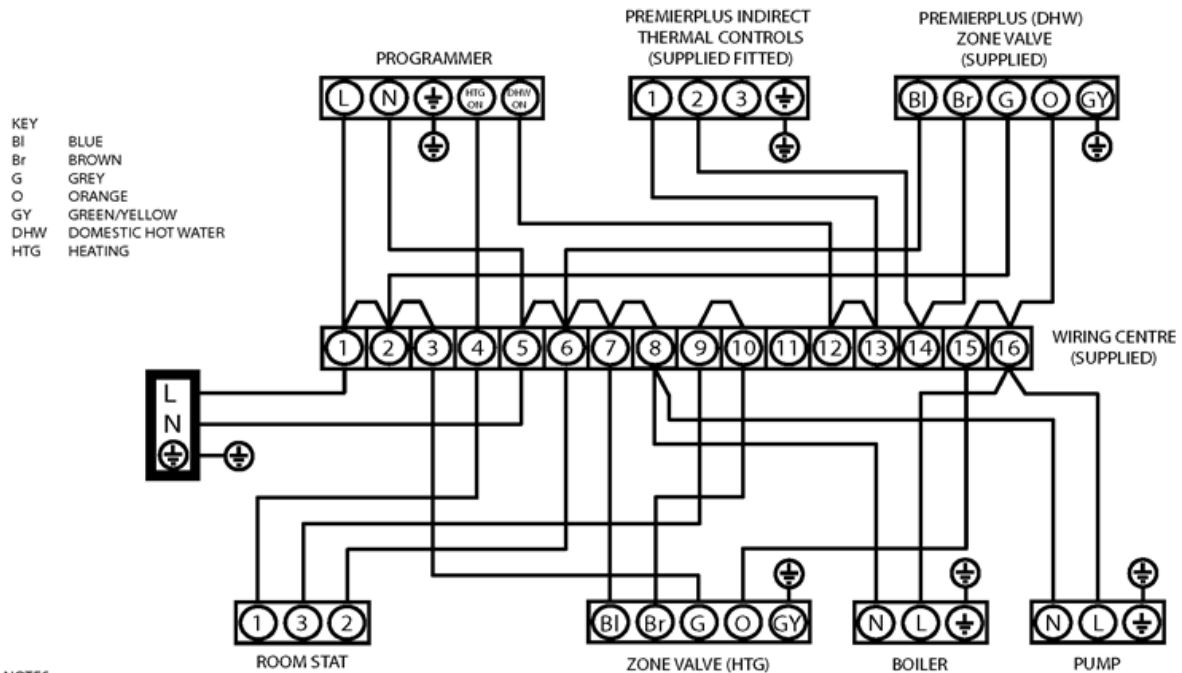 PREMIERPLUS INDIRECT
THERMAL CONTROLS
(SUPPLIED FITTED)
PREMIERPLUS (DHW)
ZONE VALVE
(SUPPLIED)
PROGRAMMER
L N HTG ON DHW ON
1 2 3
Bl Br G O GY
KEY
Bl BLUE
Br BROWN
G GREY
O ORANGE
GY GREEN/YELLOW
DHW DOMESTIC HOT WATER
HTG HEATING
1 2 3 4 5 6 7 8 9 10 11 12 13 14 15 16
WIRING CENTRE
(SUPPLIED)
L
N
1 3 2
Bl Br G O GY
N L
N L
ROOM STAT
ZONE VALVE (HTG)
BOILER
PUMP